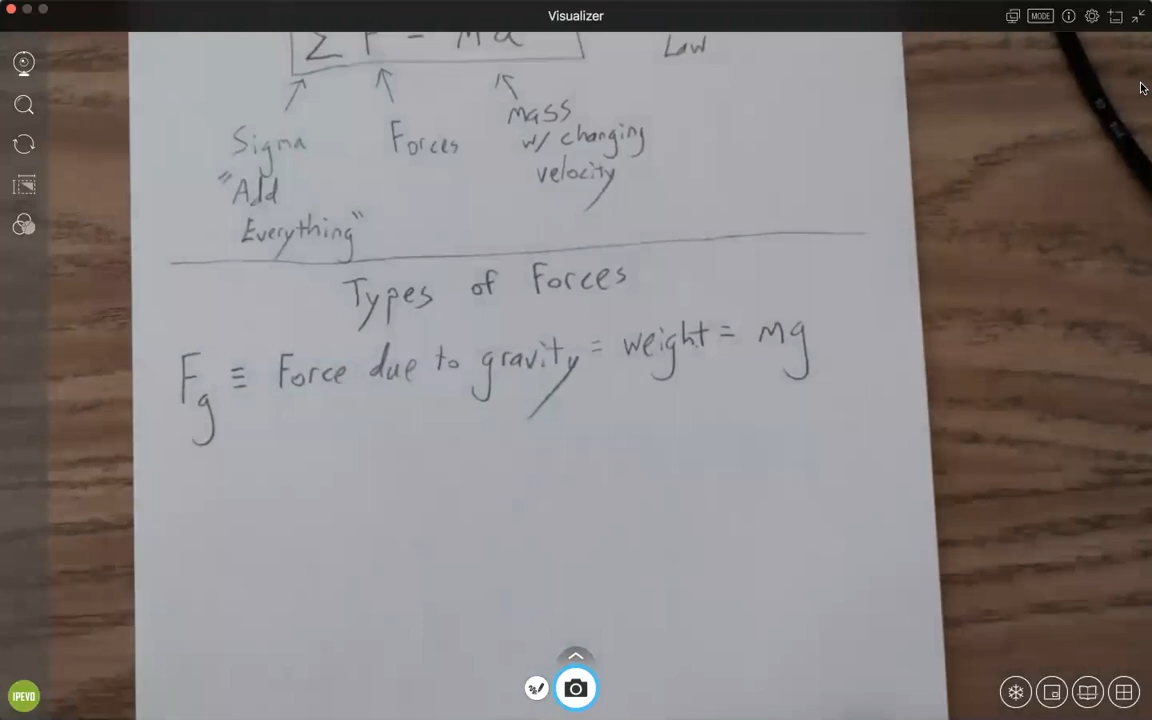 Visualizer
MODE
Σ F = Ma
Law
Sigma
"Add
Everything"
Forces
Mass
w/ changing
velocity
Types of Forces
Fg ≡ Force due to gravity = weight = mg
IPEVO